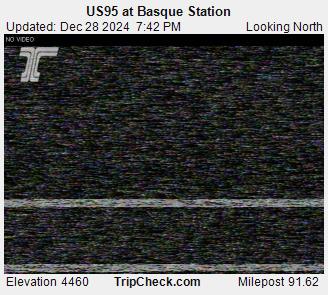 US95 at Basque Station
Updated: Dec 28 2024 7:42 PM Looking North
NO VIDEO
Elevation 4460 TripCheck.com Milepost 91.62